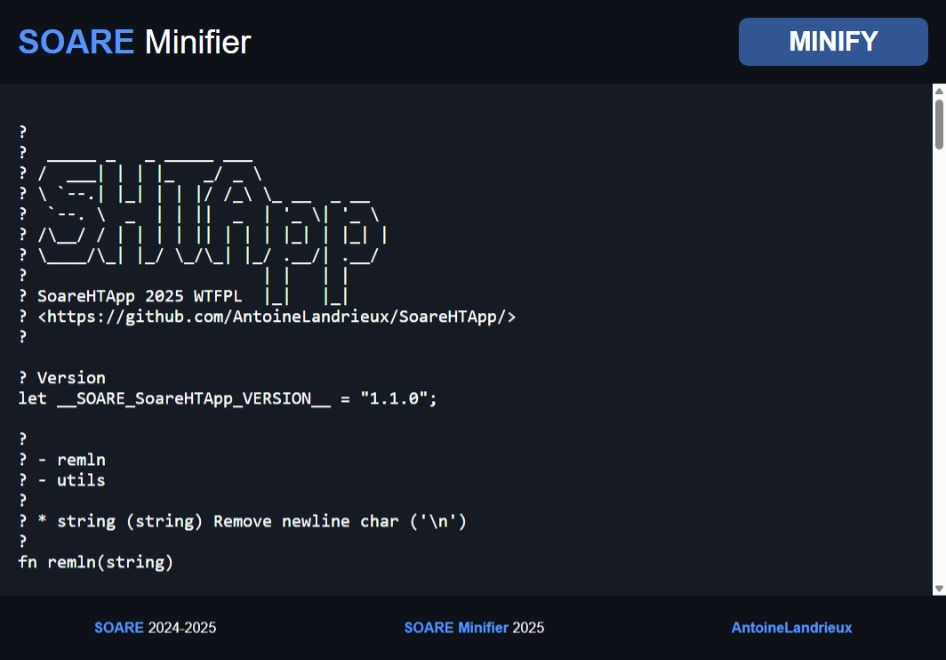 SOARE Minifier
MINIFY
?
?   _____ _   _ _____ ___
? /  ___| | | |_   _/ _ \
? \ `--.| |_| | | |/ /_\ \_ __  _ __
?  `--. \  _  | | ||  _  | '_ \| '_ \
? /\__/ / | | | | || | | | |_) | |_) |
? \____/\_| |_/ \_/\_| |_/ .__/| .__/
?                        | |   | |
? SoareHTApp 2025 WTFPL  |_|   |_|
? <https://github.com/AntoineLandrieux/SoareHTApp/>
?
? Version
let __SOARE_SoareHTApp_VERSION__ = "1.1.0";
?
? - remln
? - utils
?
? * string (string) Remove newline char ('\n')
?
fn remln(string)
SOARE 2024-2025
SOARE Minifier 2025
AntoineLandrieux